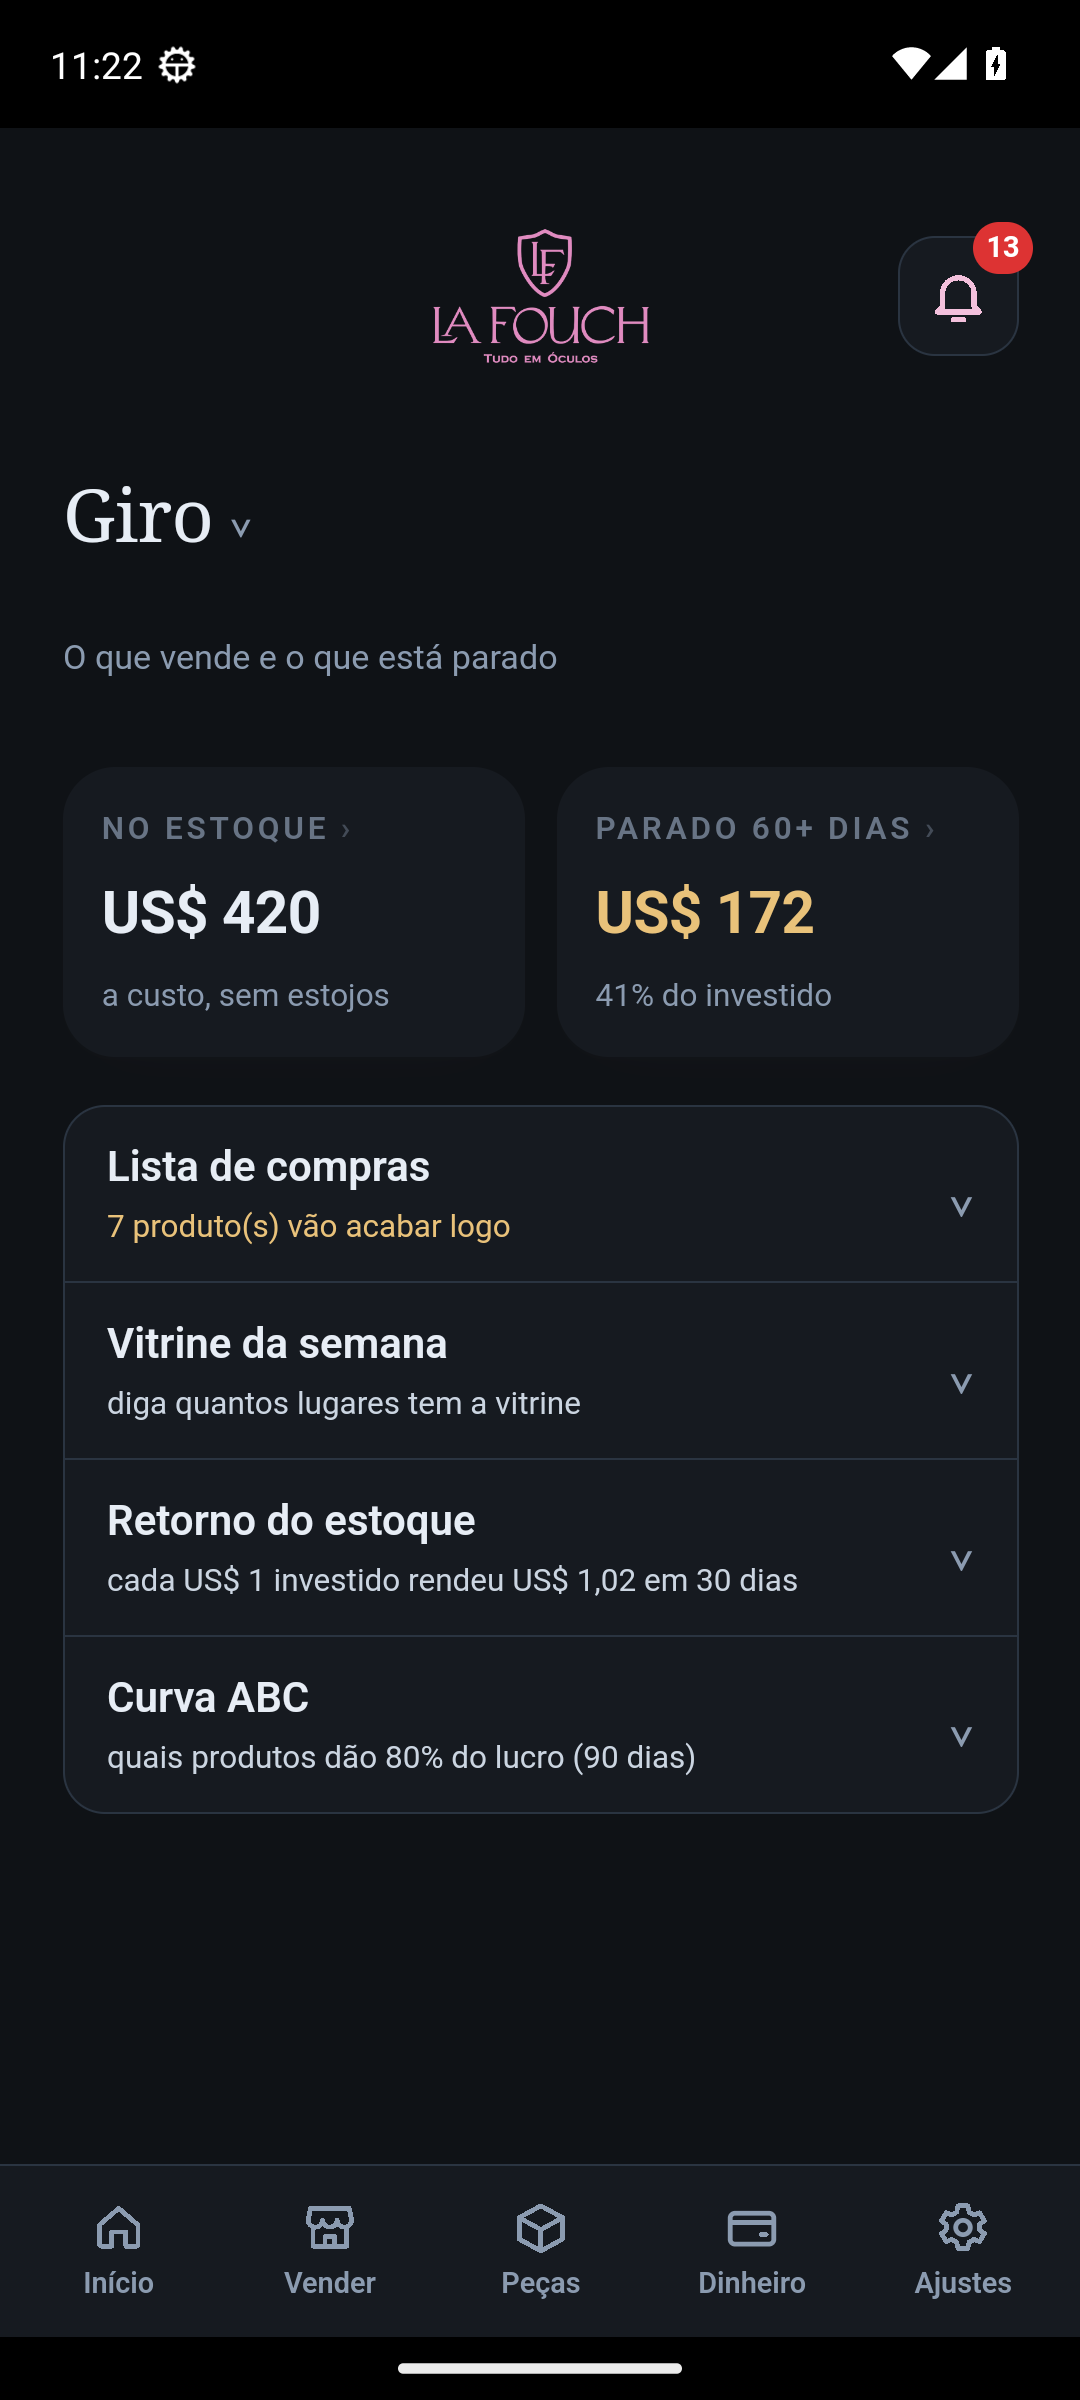 11:22
13
LF
LA FOUCH
TUDO EM ÓCULOS
Giro
O que vende e o que está parado
NO ESTOQUE ›
US$ 420
a custo, sem estojos
PARADO 60+ DIAS ›
US$ 172
41% do investido
Lista de compras
7 produto(s) vão acabar logo
Vitrine da semana
diga quantos lugares tem a vitrine
Retorno do estoque
cada US$ 1 investido rendeu US$ 1,02 em 30 dias
Curva ABC
quais produtos dão 80% do lucro (90 dias)
Início
Vender
Peças
Dinheiro
Ajustes